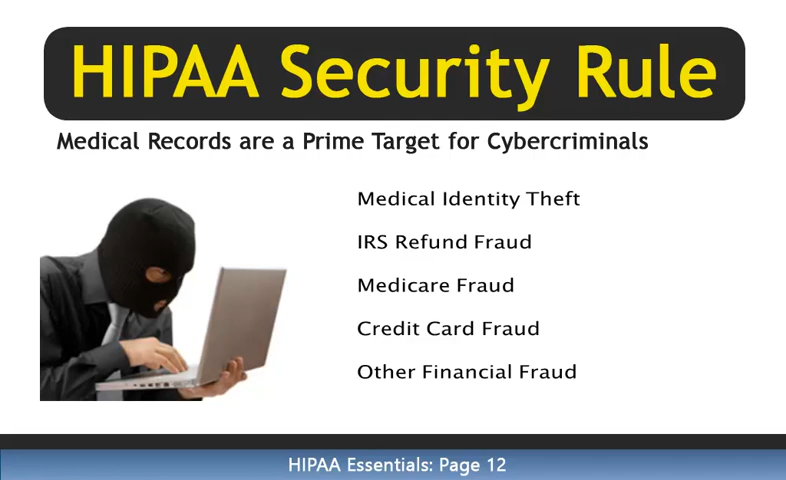 HIPAA Security Rule
Medical Records are a Prime Target for Cybercriminals
Medical Identity Theft
IRS Refund Fraud
Medicare Fraud
Credit Card Fraud
Other Financial Fraud
HIPAA Essentials: Page 12